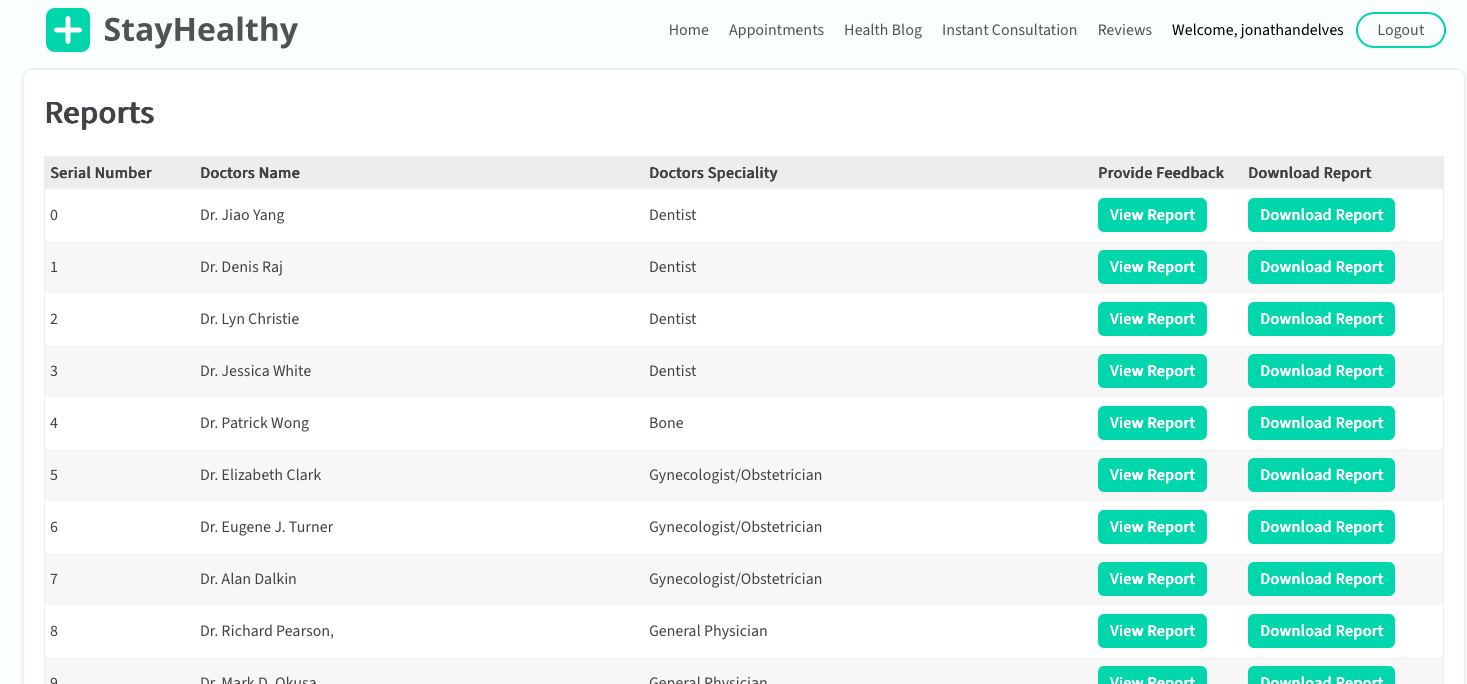 StayHealthy
Home Appointments Health Blog Instant Consultation Reviews Welcome, jonathandelves Logout
Reports
Serial Number Doctors Name Doctors Speciality Provide Feedback Download Report
0 Dr. Jiao Yang Dentist View Report Download Report
1 Dr. Denis Raj Dentist View Report Download Report
2 Dr. Lyn Christie Dentist View Report Download Report
3 Dr. Jessica White Dentist View Report Download Report
4 Dr. Patrick Wong Bone View Report Download Report
5 Dr. Elizabeth Clark Gynecologist/Obstetrician View Report Download Report
6 Dr. Eugene J. Turner Gynecologist/Obstetrician View Report Download Report
7 Dr. Alan Dalkin Gynecologist/Obstetrician View Report Download Report
8 Dr. Richard Pearson, General Physician View Report Download Report
9 Dr. Mark D. Okusa General Physician View Report Download Report